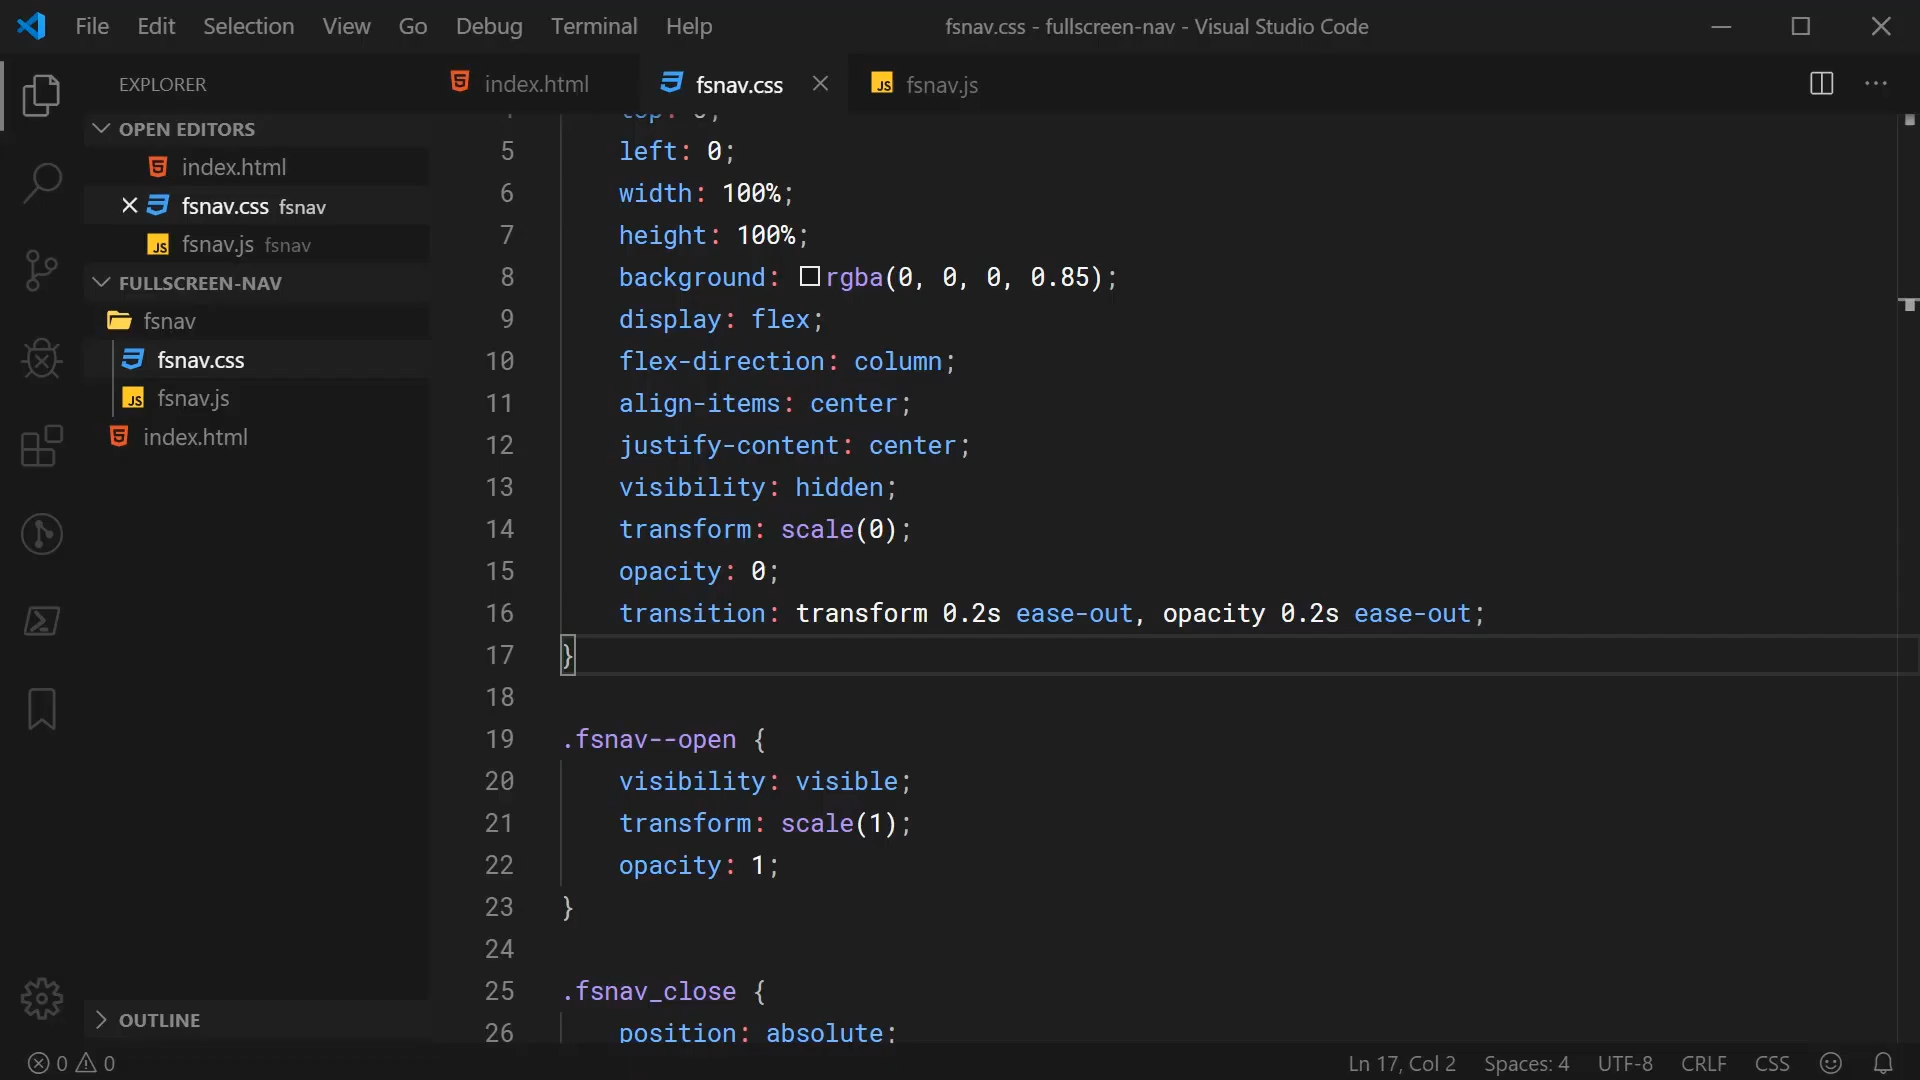 File Edit Selection View Go Debug Terminal Help fsnav.css - fullscreen-nav - Visual Studio Code
EXPLORER
index.html fsnav.css fsnav.js
OPEN EDITORS
index.html
fsnav.css fsnav
fsnav.js fsnav
FULLSCREEN-NAV
fsnav
fsnav.css
fsnav.js
index.html
OUTLINE
top: 0;
5 left: 0;
6 width: 100%;
7 height: 100%;
8 background: rgba(0, 0, 0, 0.85);
9 display: flex;
10 flex-direction: column;
11 align-items: center;
12 justify-content: center;
13 visibility: hidden;
14 transform: scale(0);
15 opacity: 0;
16 transition: transform 0.2s ease-out, opacity 0.2s ease-out;
17 }
18
19 .fsnav--open {
20 visibility: visible;
21 transform: scale(1);
22 opacity: 1;
23 }
24
25 .fsnav_close {
26 position: absolute;
0 0 Ln 17, Col 2 Spaces: 4 UTF-8 CRLF CSS